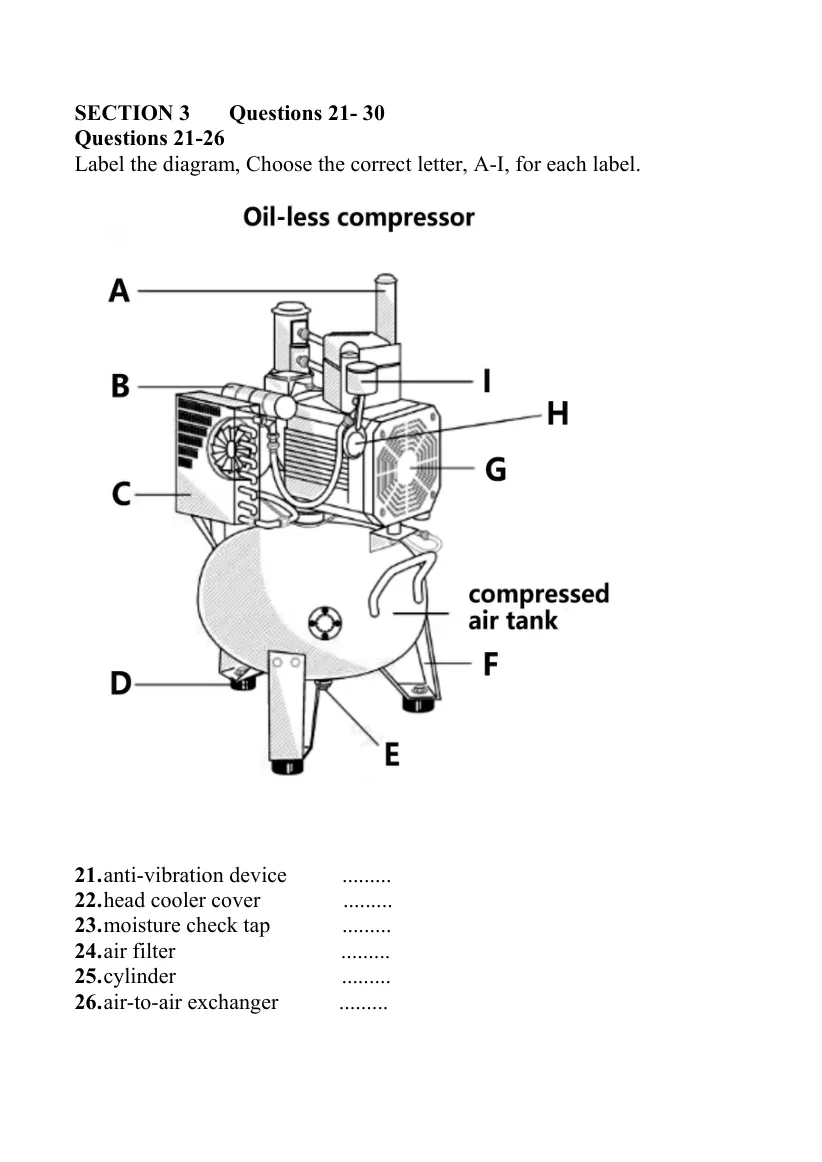 SECTION 3 Questions 21- 30
Questions 21-26
Label the diagram, Choose the correct letter, A-I, for each label.
Oil-less compressor
A
B
I
H
G
C
compressed
air tank
F
D
E
21.anti-vibration device .........
22.head cooler cover .........
23.moisture check tap .........
24.air filter .........
25.cylinder .........
26.air-to-air exchanger .........